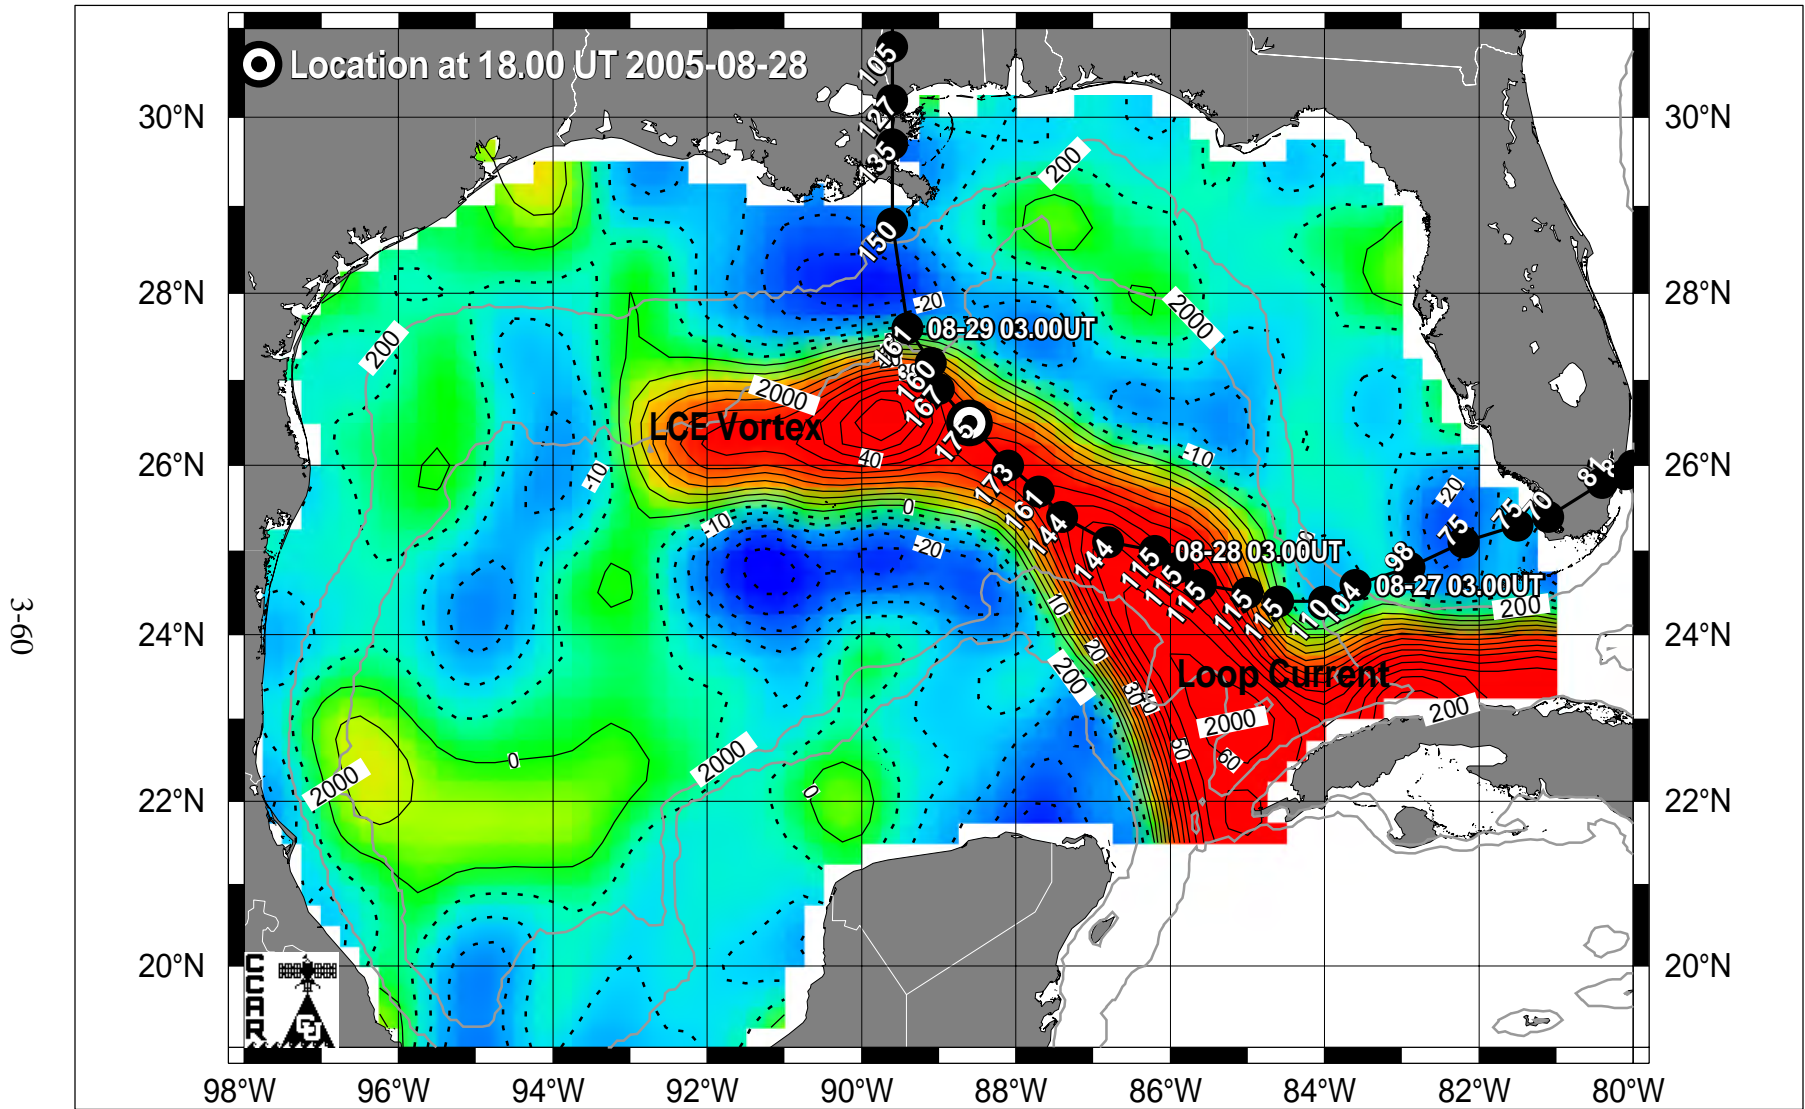 Location at 18.00 UT 2005-08-28
105
127
135
150
30°N
30°N
200
28°N
28°N
-20
08-29 03.00UT
161
2000
200
160
167
2000
LCE Vortex
175
40
-10
26°N
26°N
173
-10
161
0
-20
81
70
75
75
144
-10
-20
144
08-28 03.00UT
115
115
115
98
08-27 03.00UT
115
115
110
104
200
10
24°N
24°N
20
200
Loop Current
30
2000
200
50
60
0
2000
2000
0
22°N
22°N
20°N
20°N
CCAR
CU
98°W
96°W
94°W
92°W
90°W
88°W
86°W
84°W
82°W
80°W
3-60